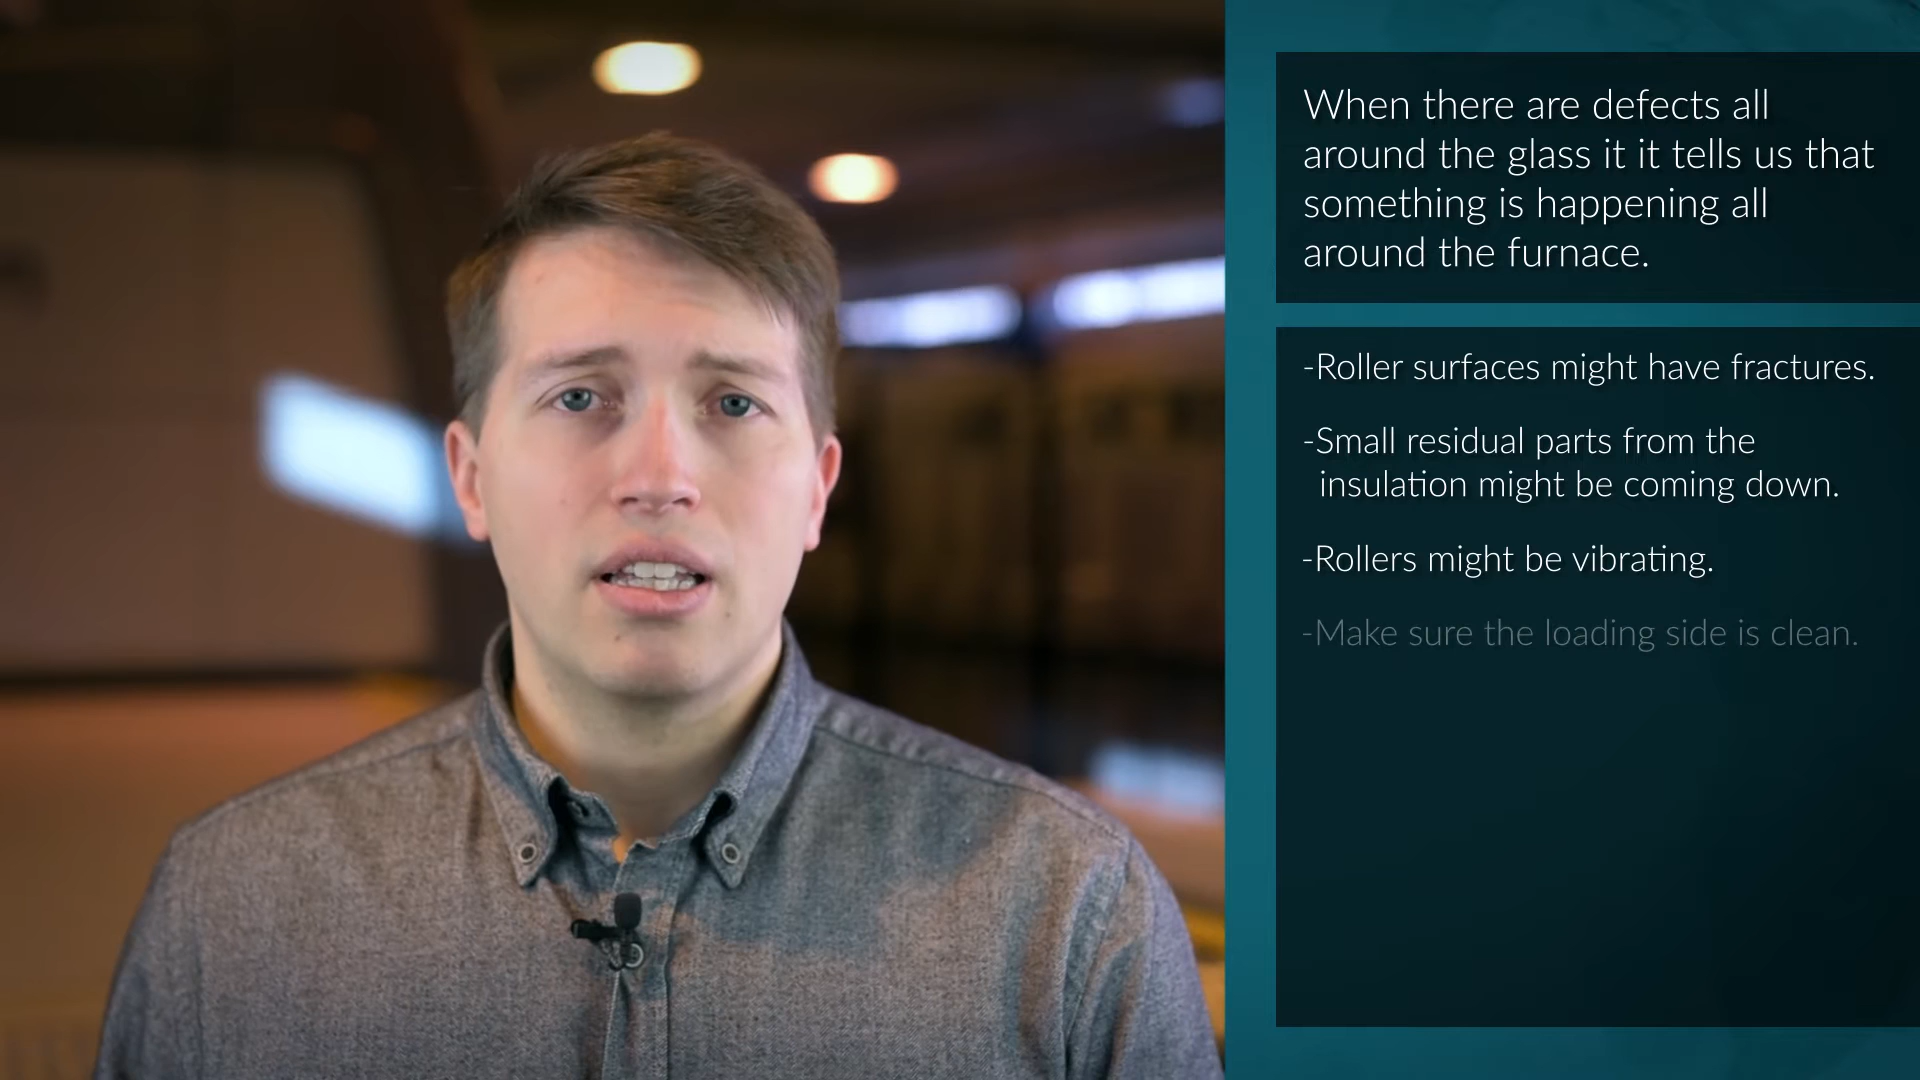 When there are defects all
around the glass it it tells us that
something is happening all
around the furnace.
-Roller surfaces might have fractures.
-Small residual parts from the
insulation might be coming down.
-Rollers might be vibrating.
-Make sure the loading side is clean.